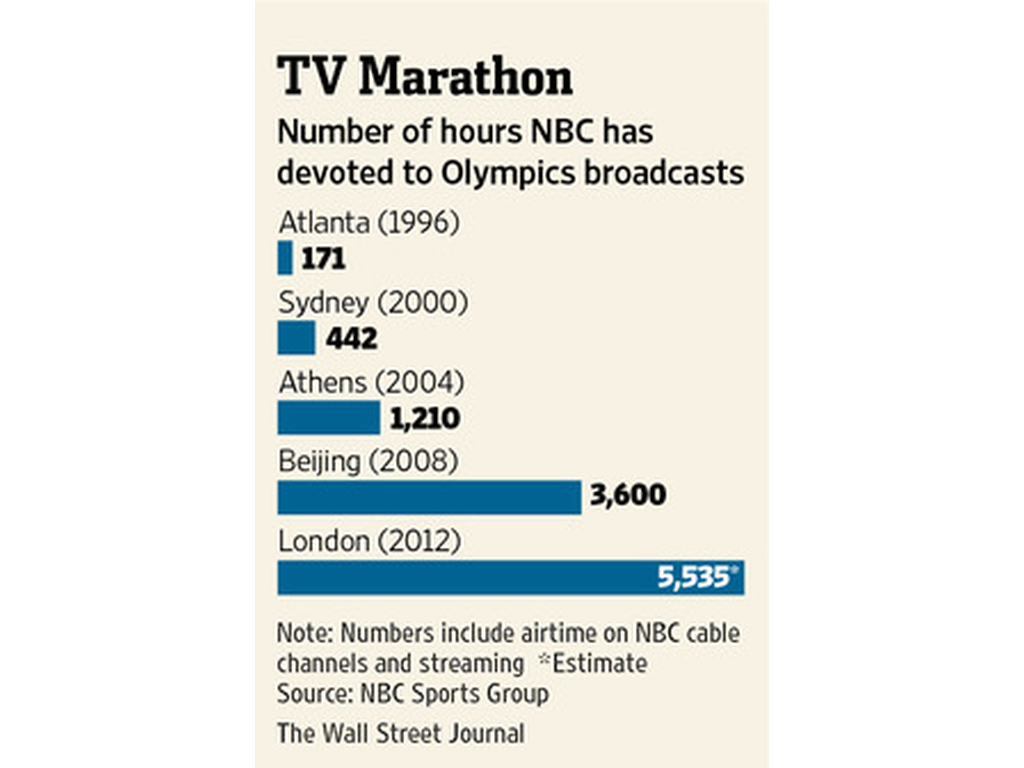 TV Marathon
Number of hours NBC has
devoted to Olympics broadcasts
Atlanta (1996)
171
Sydney (2000)
442
Athens (2004)
1,210
Beijing (2008)
3,600
London (2012)
5,535*
Note: Numbers include airtime on NBC cable
channels and streaming *Estimate
Source: NBC Sports Group
The Wall Street Journal